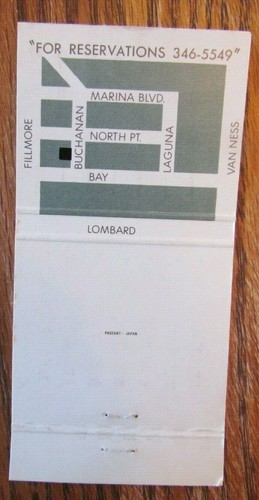 "FOR RESERVATIONS 346-5549"
MARINA BLVD.
FILLMORE
BUCHANAN
NORTH PT.
LAGUNA
VAN NESS
BAY
LOMBARD